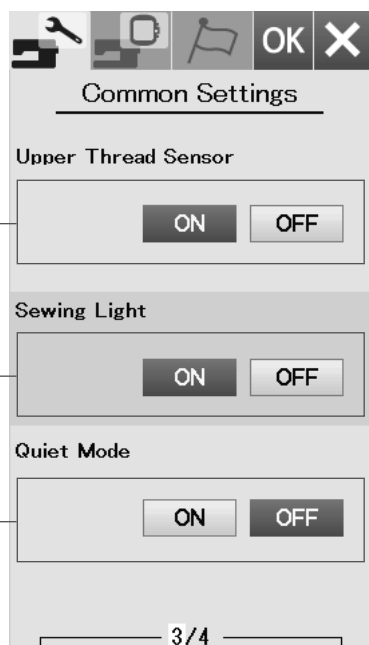 OK
Common Settings
Upper Thread Sensor
ON OFF
Sewing Light
ON OFF
Quiet Mode
ON OFF
3/4